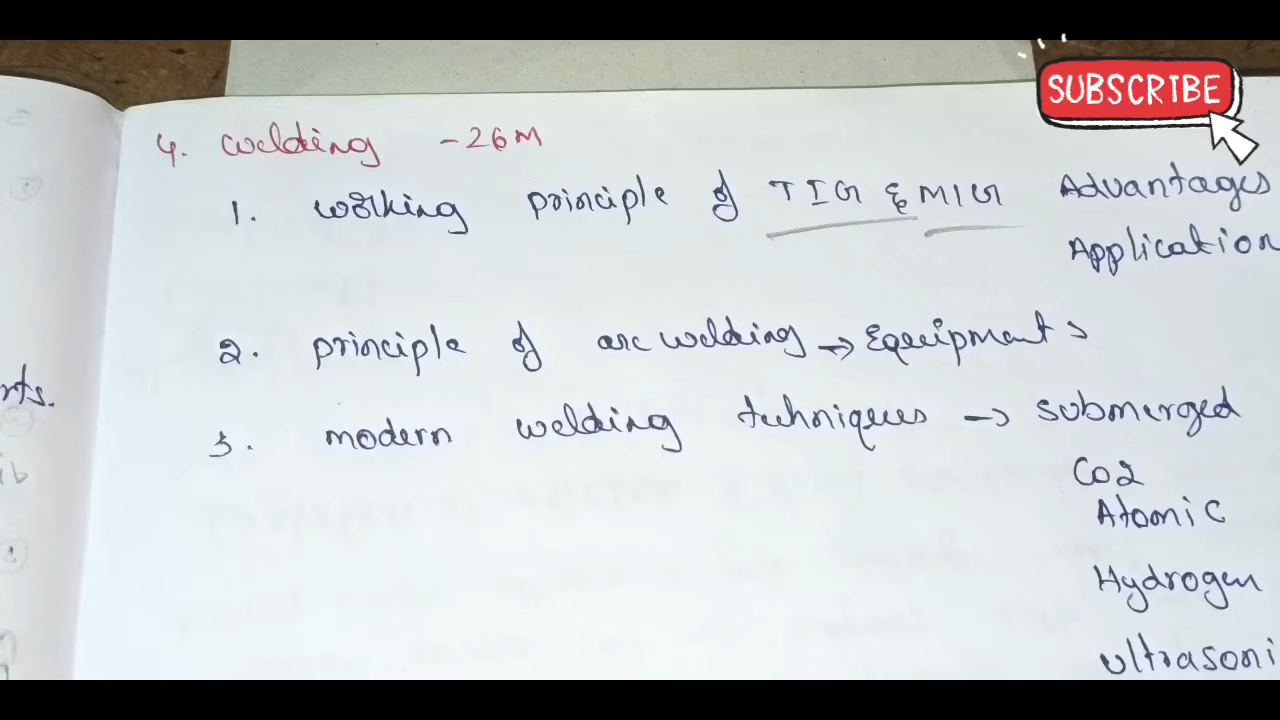 SUBSCRIBE
4. welding - 26M
1. working principle of TIG & MIG Advantages
Application
2. principle of arc welding → Equipments
rts.
3. modern welding techniques → submerged
Co2
Atomic
Hydrogen
ultrasoni